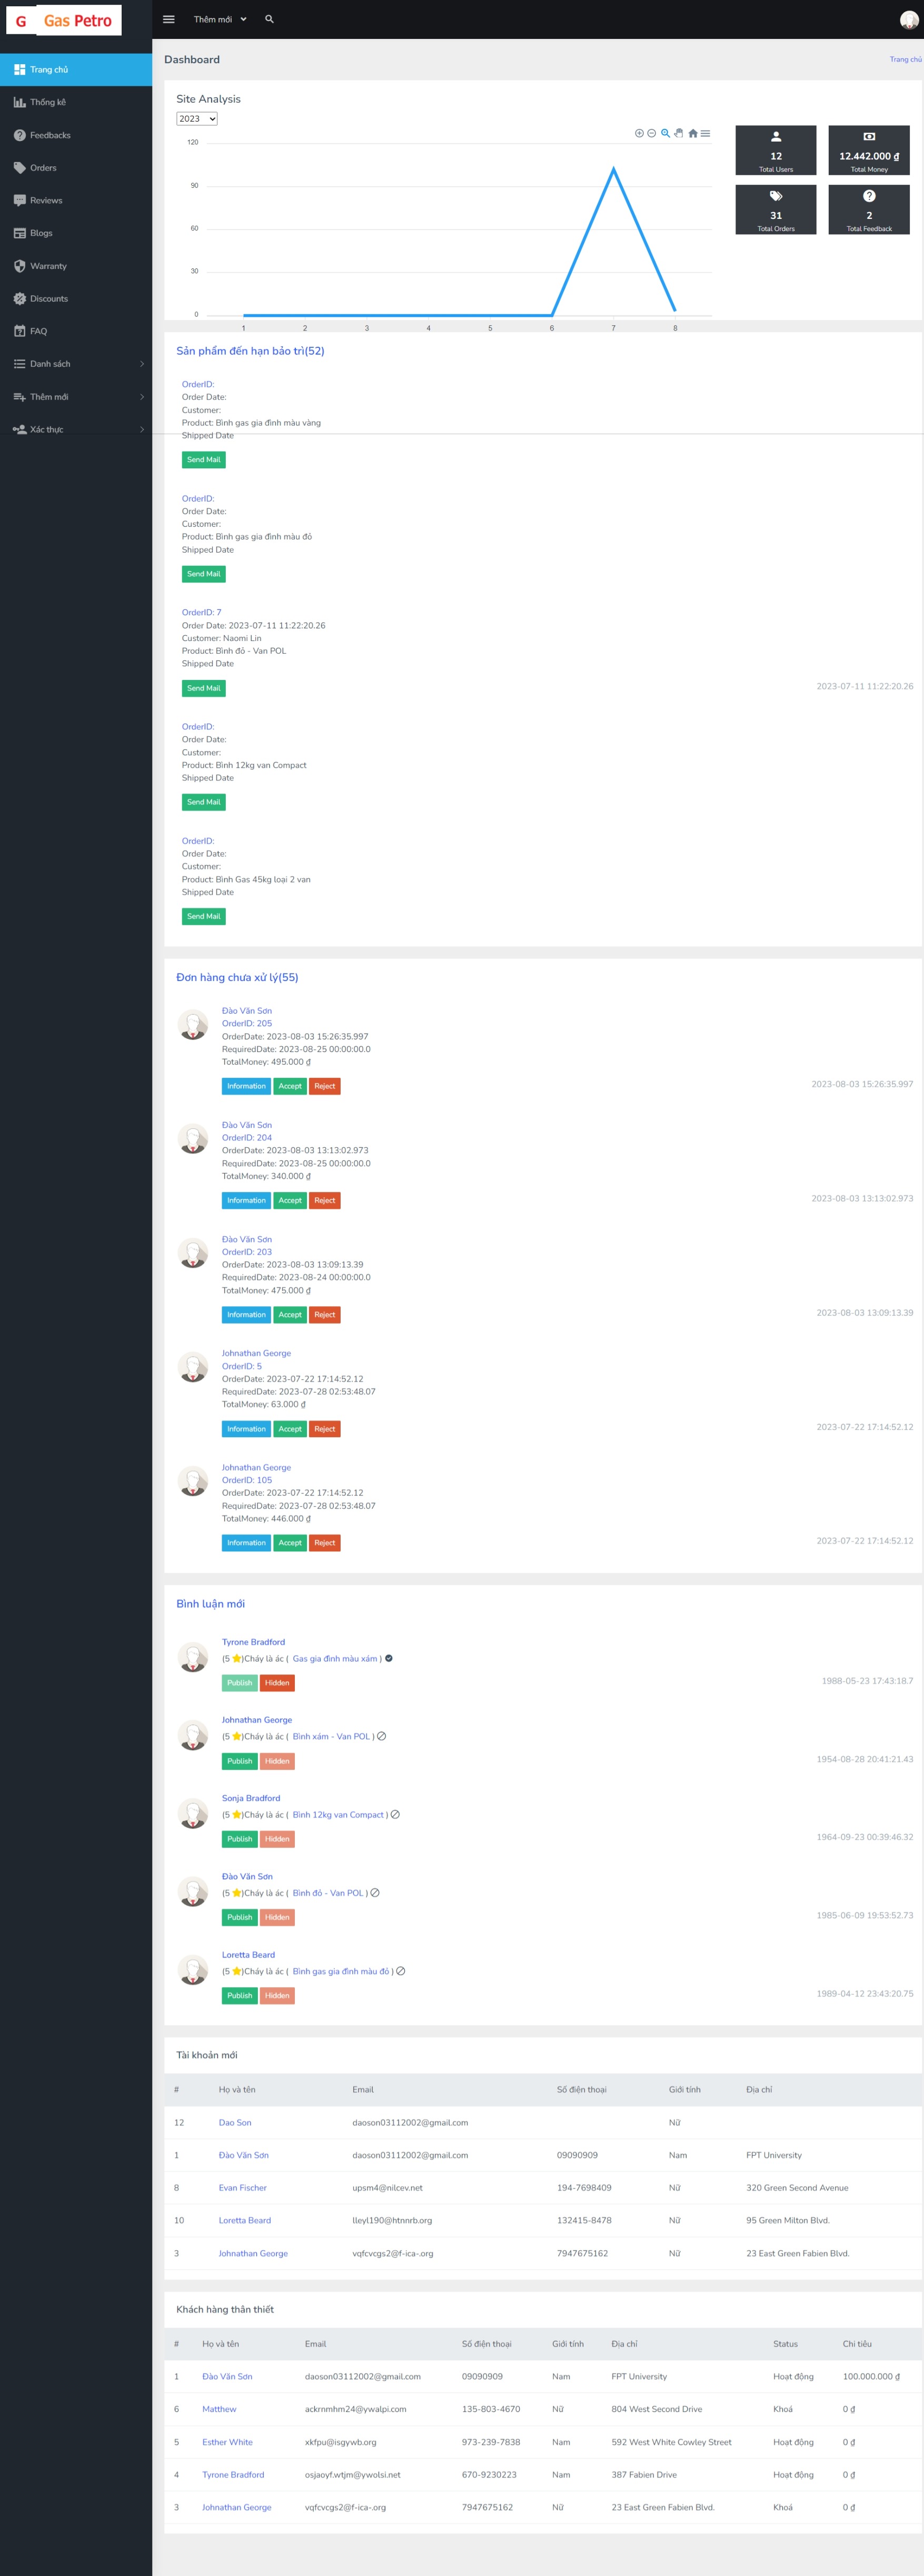 G Gas Petro
Thêm mới
Trang chủ
Thống kê
Feedbacks
Orders
Reviews
Blogs
Warranty
Discounts
FAQ
Danh sách
Thêm mới
Xác thực
Dashboard
Trang chủ
Site Analysis
2023
120
90
60
30
0
1 2 3 4 5 6 7 8
12
Total Users
12.442.000 ₫
Total Money
31
Total Orders
2
Total Feedback
Sản phẩm đến hạn bảo trì(52)
OrderID:
Order Date:
Customer:
Product: Bình gas gia đình màu vàng
Shipped Date
Send Mail
OrderID:
Order Date:
Customer:
Product: Bình gas gia đình màu đỏ
Shipped Date
Send Mail
OrderID: 7
Order Date: 2023-07-11 11:22:20.26
Customer: Naomi Lin
Product: Bình đỏ - Van POL
Shipped Date
Send Mail
2023-07-11 11:22:20.26
OrderID:
Order Date:
Customer:
Product: Bình 12kg van Compact
Shipped Date
Send Mail
OrderID:
Order Date:
Customer:
Product: Bình Gas 45kg loại 2 van
Shipped Date
Send Mail
Đơn hàng chưa xử lý(55)
Đào Văn Sơn
OrderID: 205
OrderDate: 2023-08-03 15:26:35.997
RequiredDate: 2023-08-25 00:00:00.0
TotalMoney: 495.000 ₫
Information Accept Reject
2023-08-03 15:26:35.997
Đào Văn Sơn
OrderID: 204
OrderDate: 2023-08-03 13:13:02.973
RequiredDate: 2023-08-25 00:00:00.0
TotalMoney: 340.000 ₫
Information Accept Reject
2023-08-03 13:13:02.973
Đào Văn Sơn
OrderID: 203
OrderDate: 2023-08-03 13:09:13.39
RequiredDate: 2023-08-24 00:00:00.0
TotalMoney: 475.000 ₫
Information Accept Reject
2023-08-03 13:09:13.39
Johnathan George
OrderID: 5
OrderDate: 2023-07-22 17:14:52.12
RequiredDate: 2023-07-28 02:53:48.07
TotalMoney: 63.000 ₫
Information Accept Reject
2023-07-22 17:14:52.12
Johnathan George
OrderID: 105
OrderDate: 2023-07-22 17:14:52.12
RequiredDate: 2023-07-28 02:53:48.07
TotalMoney: 446.000 ₫
Information Accept Reject
2023-07-22 17:14:52.12
Bình luận mới
Tyrone Bradford
(5 ⭐)Cháy là ác ( Gas gia đình màu xám )
Publish Hidden
1988-05-23 17:43:18.7
Johnathan George
(5 ⭐)Cháy là ác ( Bình xám - Van POL )
Publish Hidden
1954-08-28 20:41:21.43
Sonja Bradford
(5 ⭐)Cháy là ác ( Bình 12kg van Compact )
Publish Hidden
1964-09-23 00:39:46.32
Đào Văn Sơn
(5 ⭐)Cháy là ác ( Bình đỏ - Van POL )
Publish Hidden
1985-06-09 19:53:52.73
Loretta Beard
(5 ⭐)Cháy là ác ( Bình gas gia đình màu đỏ )
Publish Hidden
1989-04-12 23:43:20.75
Tài khoản mới
# Họ và tên Email Số điện thoại Giới tính Địa chỉ
12 Dao Son daoson03112002@gmail.com Nữ
1 Đào Văn Sơn daoson03112002@gmail.com 09090909 Nam FPT University
8 Evan Fischer upsm4@nilcev.net 194-7698409 Nữ 320 Green Second Avenue
10 Loretta Beard lleyl190@htnnrb.org 132415-8478 Nữ 95 Green Milton Blvd.
3 Johnathan George vqfcvcgs2@f-ica-.org 7947675162 Nữ 23 East Green Fabien Blvd.
Khách hàng thân thiết
# Họ và tên Email Số điện thoại Giới tính Địa chỉ Status Chi tiêu
1 Đào Văn Sơn daoson03112002@gmail.com 09090909 Nam FPT University Hoạt động 100.000.000 ₫
6 Matthew ackrnmhm24@ywalpi.com 135-803-4670 Nữ 804 West Second Drive Khoá 0 ₫
5 Esther White xkfpu@isgywb.org 973-239-7838 Nam 592 West White Cowley Street Hoạt động 0 ₫
4 Tyrone Bradford osjaoyf.wtjm@ywolsi.net 670-9230223 Nam 387 Fabien Drive Hoạt động 0 ₫
3 Johnathan George vqfcvcgs2@f-ica-.org 7947675162 Nữ 23 East Green Fabien Blvd. Khoá 0 ₫